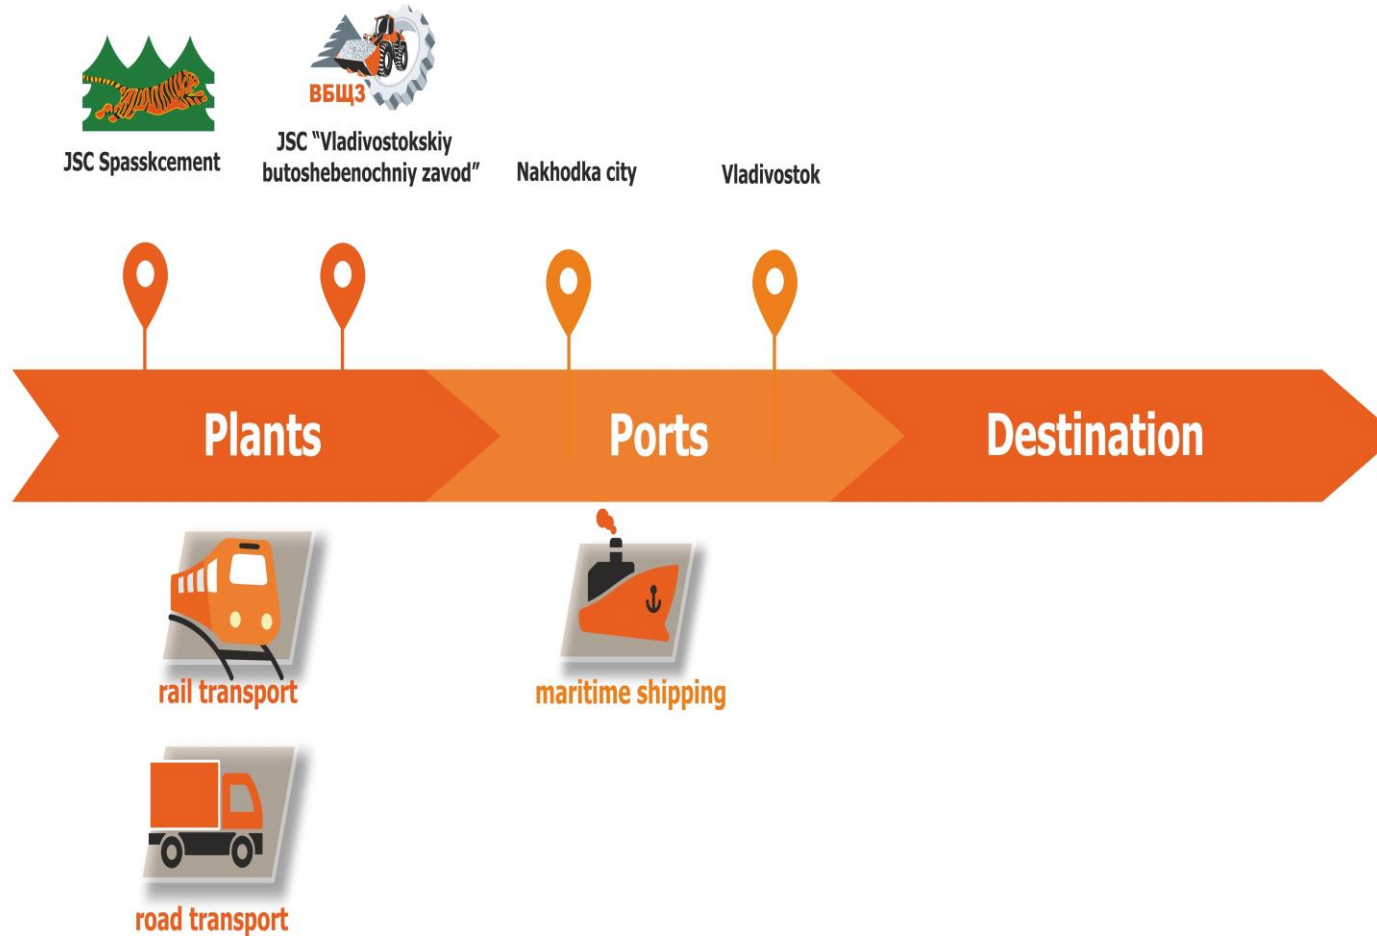 ВБЩЗ
JSC Spasskcement
JSC "Vladivostokskiy
butoshebenochniy zavod"
Nakhodka city
Vladivostok
Plants
Ports
Destination
rail transport
maritime shipping
road transport